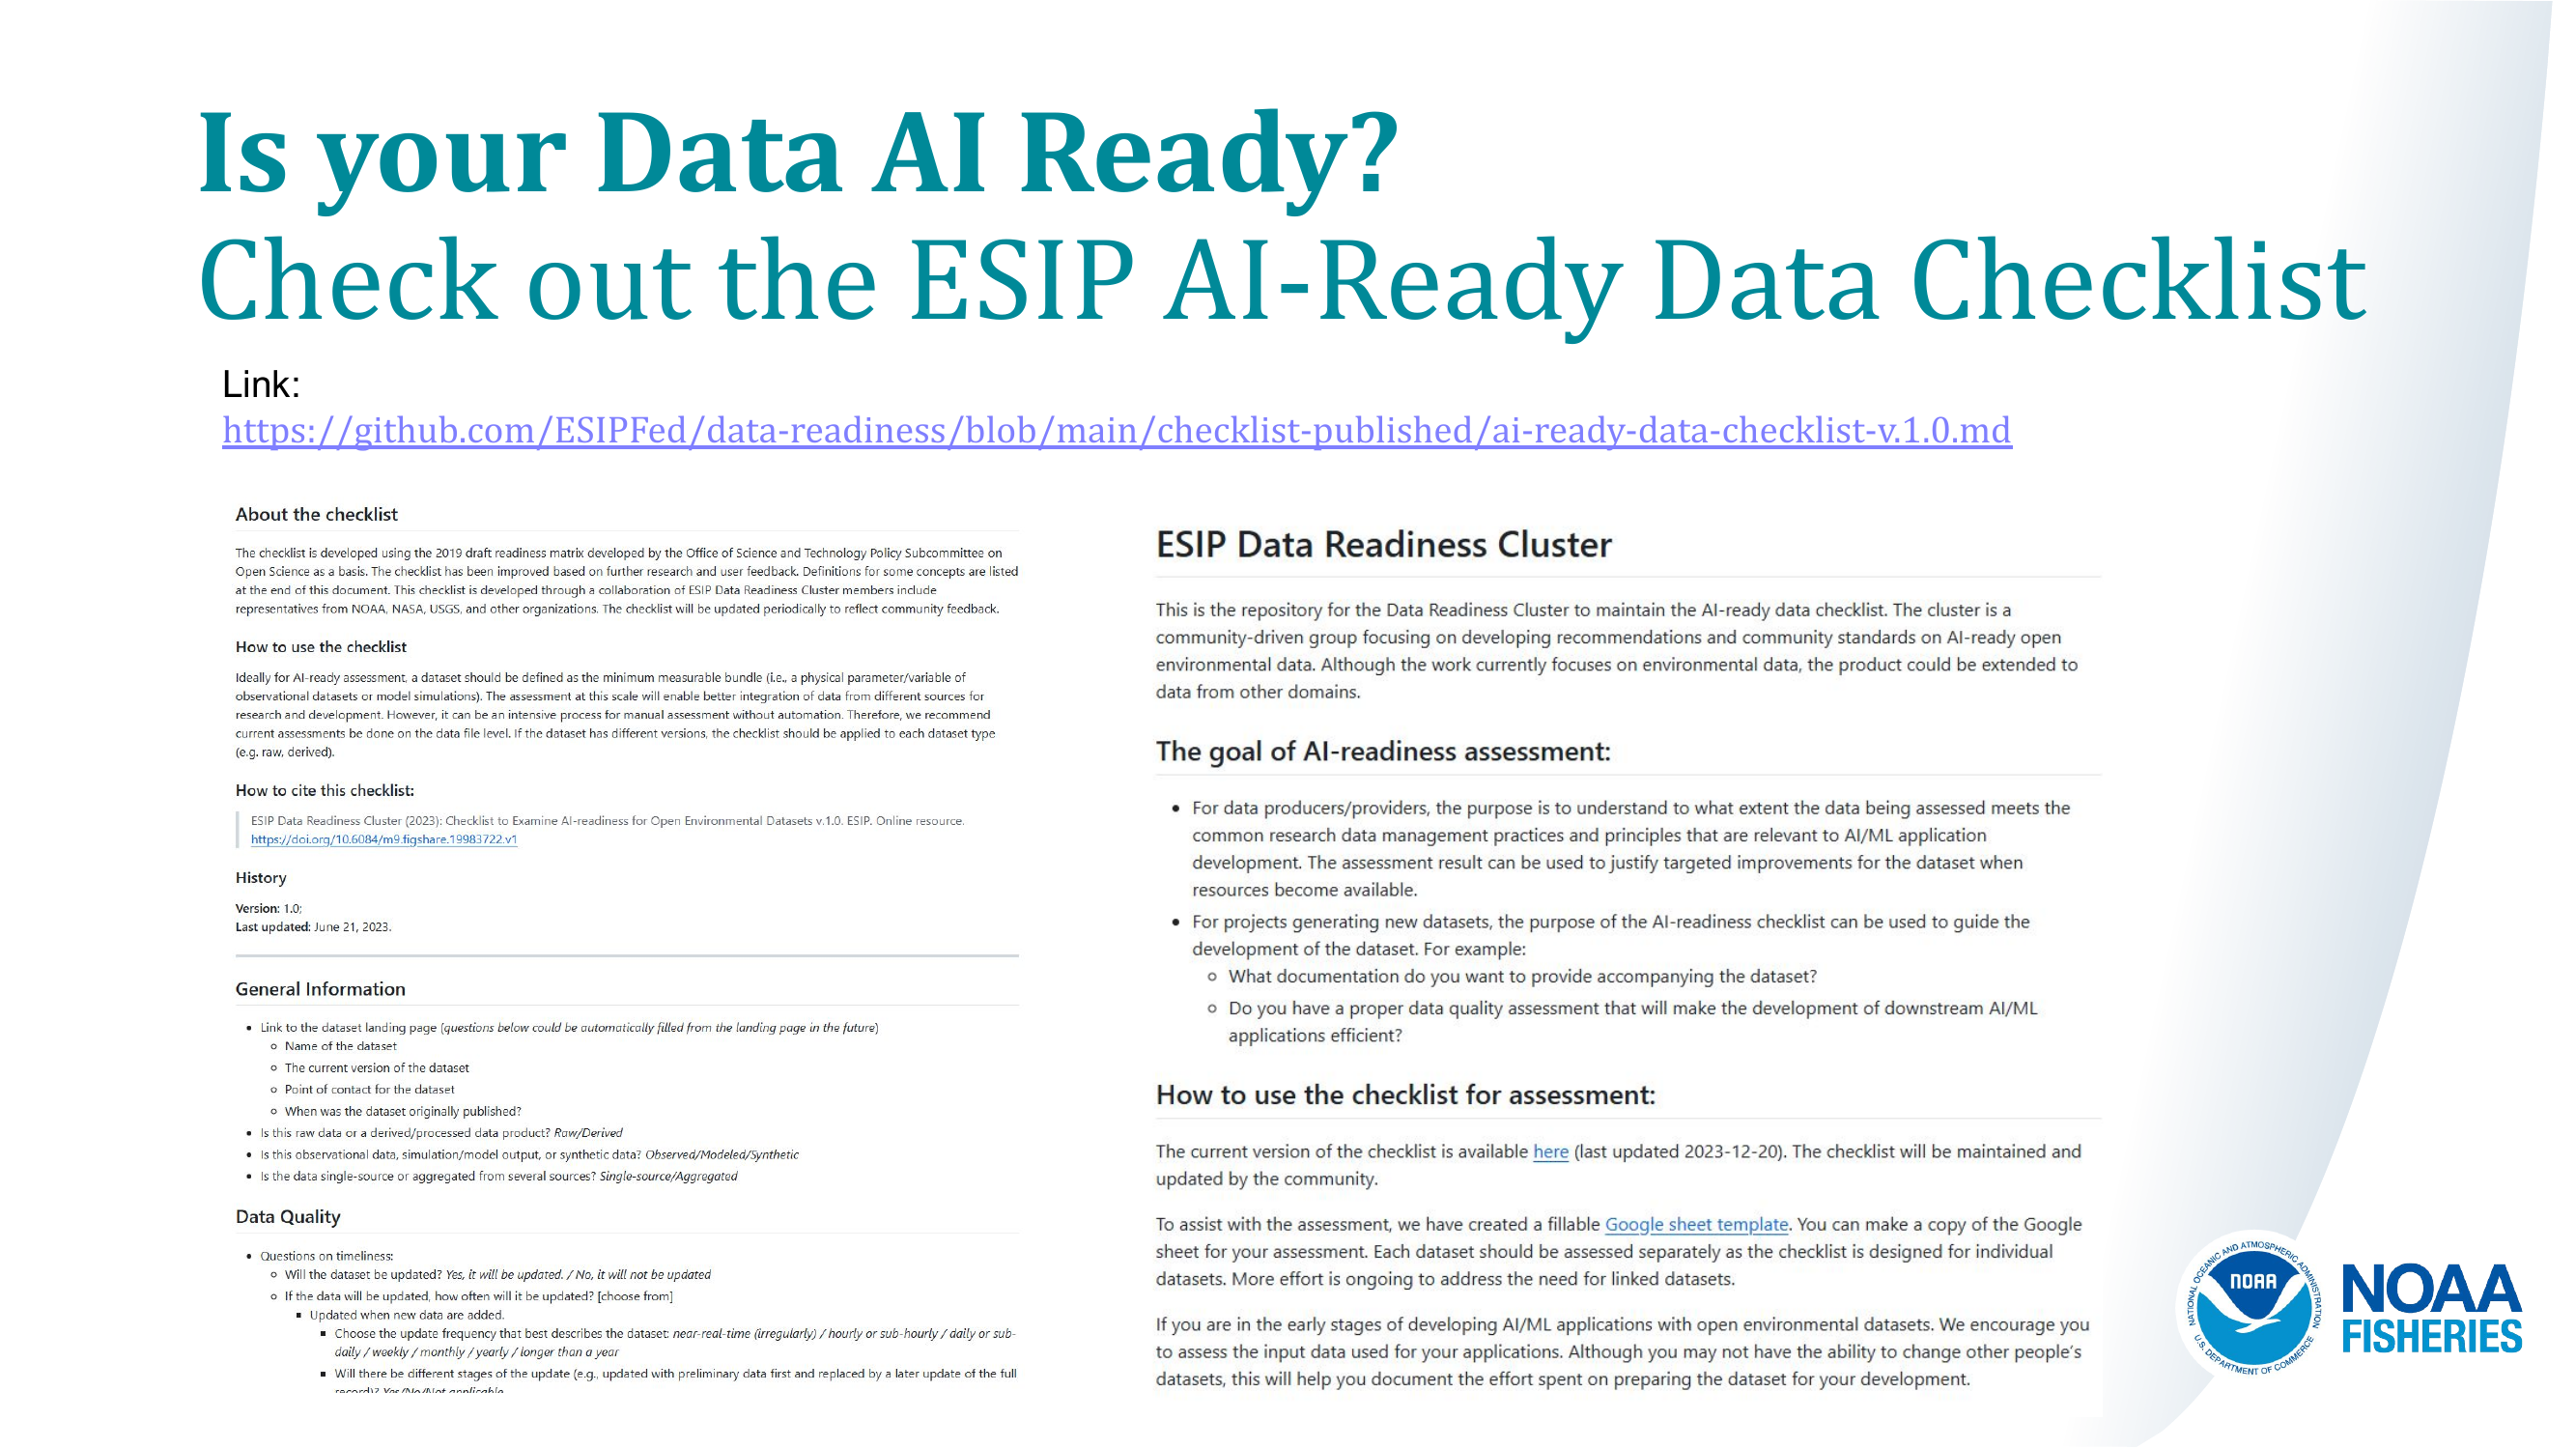 Is your Data AI Ready?
Check out the ESIP AI-Ready Data Checklist
Link:
https://github.com/ESIPFed/data-readiness/blob/main/checklist-published/ai-ready-data-checklist-v.1.0.md
About the checklist
The checklist is developed using the 2019 draft readiness matrix developed by the Office of Science and Technology Policy Subcommittee on
Open Science as a basis. The checklist has been improved based on further research and user feedback. Definitions for some concepts are listed
at the end of this document. This checklist is developed through a collaboration of ESIP Data Readiness Cluster members include
representatives from NOAA, NASA, USGS, and other organizations. The checklist will be updated periodically to reflect community feedback.
How to use the checklist
Ideally for AI-ready assessment, a dataset should be defined as the minimum measurable bundle (i.e., a physical parameter/variable of
observational datasets or model simulations). The assessment at this scale will enable better integration of data from different sources for
research and development. However, it can be an intensive process for manual assessment without automation. Therefore, we recommend
current assessments be done on the data file level. If the dataset has different versions, the checklist should be applied to each dataset type
(e.g. raw, derived).
How to cite this checklist:
ESIP Data Readiness Cluster (2023): Checklist to Examine AI-readiness for Open Environmental Datasets v.1.0. ESIP. Online resource.
https://doi.org/10.6084/m9.figshare.19983722.v1
History
Version: 1.0;
Last updated: June 21, 2023.
General Information
• Link to the dataset landing page (questions below could be automatically filled from the landing page in the future)
○ Name of the dataset
○ The current version of the dataset
○ Point of contact for the dataset
○ When was the dataset originally published?
• Is this raw data or a derived/processed data product? Raw/Derived
• Is this observational data, simulation/model output, or synthetic data? Observed/Modeled/Synthetic
• Is the data single-source or aggregated from several sources? Single-source/Aggregated
Data Quality
• Questions on timeliness:
○ Will the dataset be updated? Yes, it will be updated. / No, it will not be updated
○ If the data will be updated, how often will it be updated? [choose from]
▪ Updated when new data are added.
▪ Choose the update frequency that best describes the dataset: near-real-time (irregularly) / hourly or sub-hourly / daily or sub-
daily / weekly / monthly / yearly / longer than a year
▪ Will there be different stages of the update (e.g., updated with preliminary data first and replaced by a later update of the full
record)? Yes/No/Not applicable
ESIP Data Readiness Cluster
This is the repository for the Data Readiness Cluster to maintain the AI-ready data checklist. The cluster is a
community-driven group focusing on developing recommendations and community standards on AI-ready open
environmental data. Although the work currently focuses on environmental data, the product could be extended to
data from other domains.
The goal of AI-readiness assessment:
• For data producers/providers, the purpose is to understand to what extent the data being assessed meets the
common research data management practices and principles that are relevant to AI/ML application
development. The assessment result can be used to justify targeted improvements for the dataset when
resources become available.
• For projects generating new datasets, the purpose of the AI-readiness checklist can be used to guide the
development of the dataset. For example:
○ What documentation do you want to provide accompanying the dataset?
○ Do you have a proper data quality assessment that will make the development of downstream AI/ML
applications efficient?
How to use the checklist for assessment:
The current version of the checklist is available here (last updated 2023-12-20). The checklist will be maintained and
updated by the community.
To assist with the assessment, we have created a fillable Google sheet template. You can make a copy of the Google
sheet for your assessment. Each dataset should be assessed separately as the checklist is designed for individual
datasets. More effort is ongoing to address the need for linked datasets.
If you are in the early stages of developing AI/ML applications with open environmental datasets. We encourage you
to assess the input data used for your applications. Although you may not have the ability to change other people's
datasets, this will help you document the effort spent on preparing the dataset for your development.
NATIONAL OCEANIC AND ATMOSPHERIC ADMINISTRATION
NOAA
U.S. DEPARTMENT OF COMMERCE
NOAA
FISHERIES